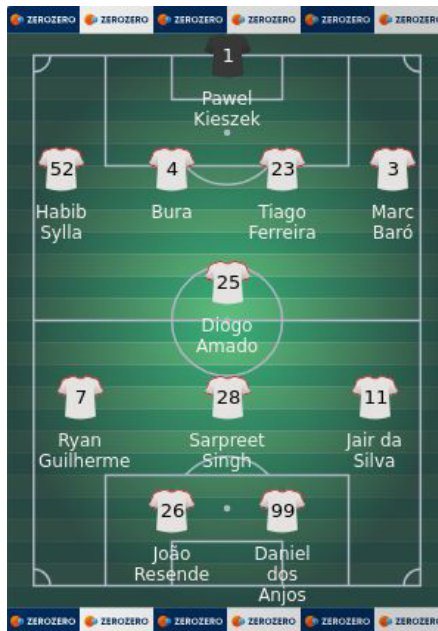 ZEROZERO ZEROZERO ZEROZERO ZEROZERO ZEROZERO ZEROZERO
1
Pawel
Kieszek
52 4 23 3
Habib Bura Tiago Marc
Sylla Ferreira Baró
25
Diogo
Amado
7 28 11
Ryan Sarpreet Jair da
Guilherme Singh Silva
26 99
João Daniel
Resende dos
Anjos
ZEROZERO ZEROZERO ZEROZERO ZEROZERO ZEROZERO ZEROZERO